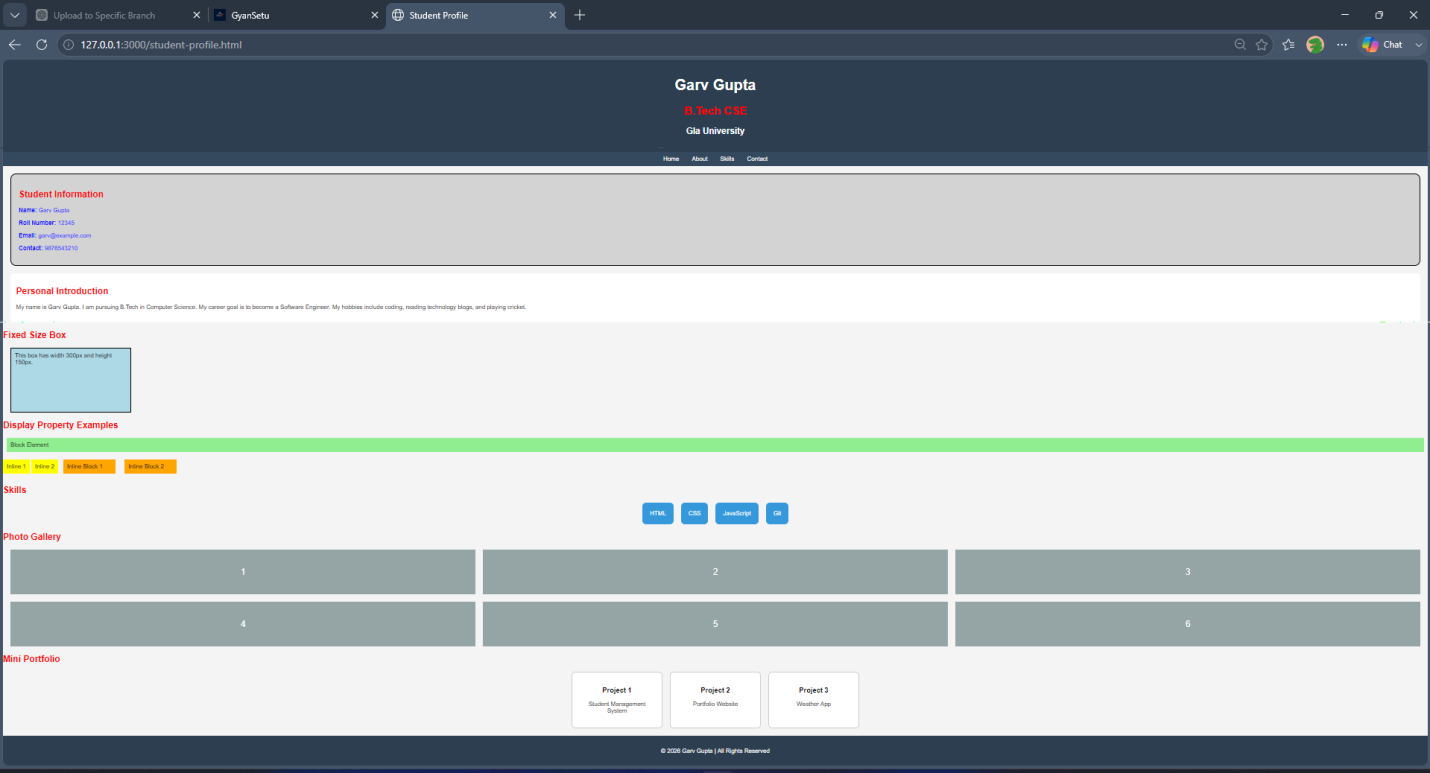 Upload to Specific Branch
GyanSetu
Student Profile
127.0.0.1:3000/student-profile.html
Chat
Garv Gupta
B.Tech CSE
Gla University
Home About Skills Contact
Student Information
Name: Garv Gupta
Roll Number: 12345
Email: garv@example.com
Contact: 9876543210
Personal Introduction
My name is Garv Gupta. I am pursuing B.Tech in Computer Science. My career goal is to become a Software Engineer. My hobbies include coding, reading technology blogs, and playing cricket.
Fixed Size Box
This box has width 300px and height
150px.
Display Property Examples
Block Element
Inline 1 Inline 2 Inline Block 1 Inline Block 2
Skills
HTML CSS JavaScript Git
Photo Gallery
1 2 3
4 5 6
Mini Portfolio
Project 1 Project 2 Project 3
Student Management Portfolio Website Weather App
System
© 2026 Garv Gupta | All Rights Reserved